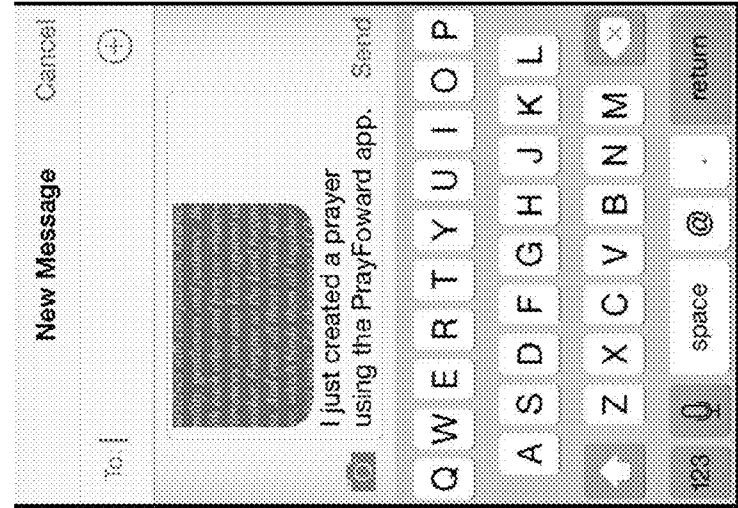 New Message
Cancel
To:
I just created a prayer
using the PrayFoward app.
Send
Q W E R T Y U I O P
A S D F G H J K L
Z X C V B N M
123 space @ . return